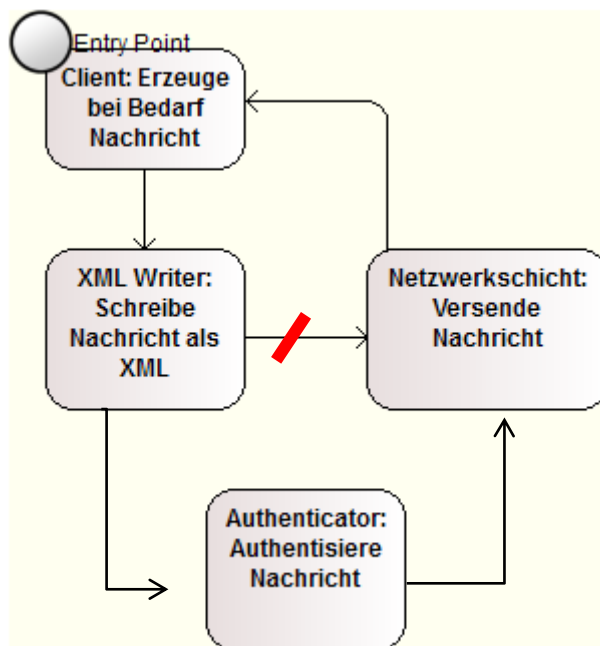 Entry Point
Client: Erzeuge
bei Bedarf
Nachricht
XML Writer:
Schreibe
Nachricht als
XML
Netzwerkschicht:
Versende
Nachricht
Authenticator:
Authentisiere
Nachricht